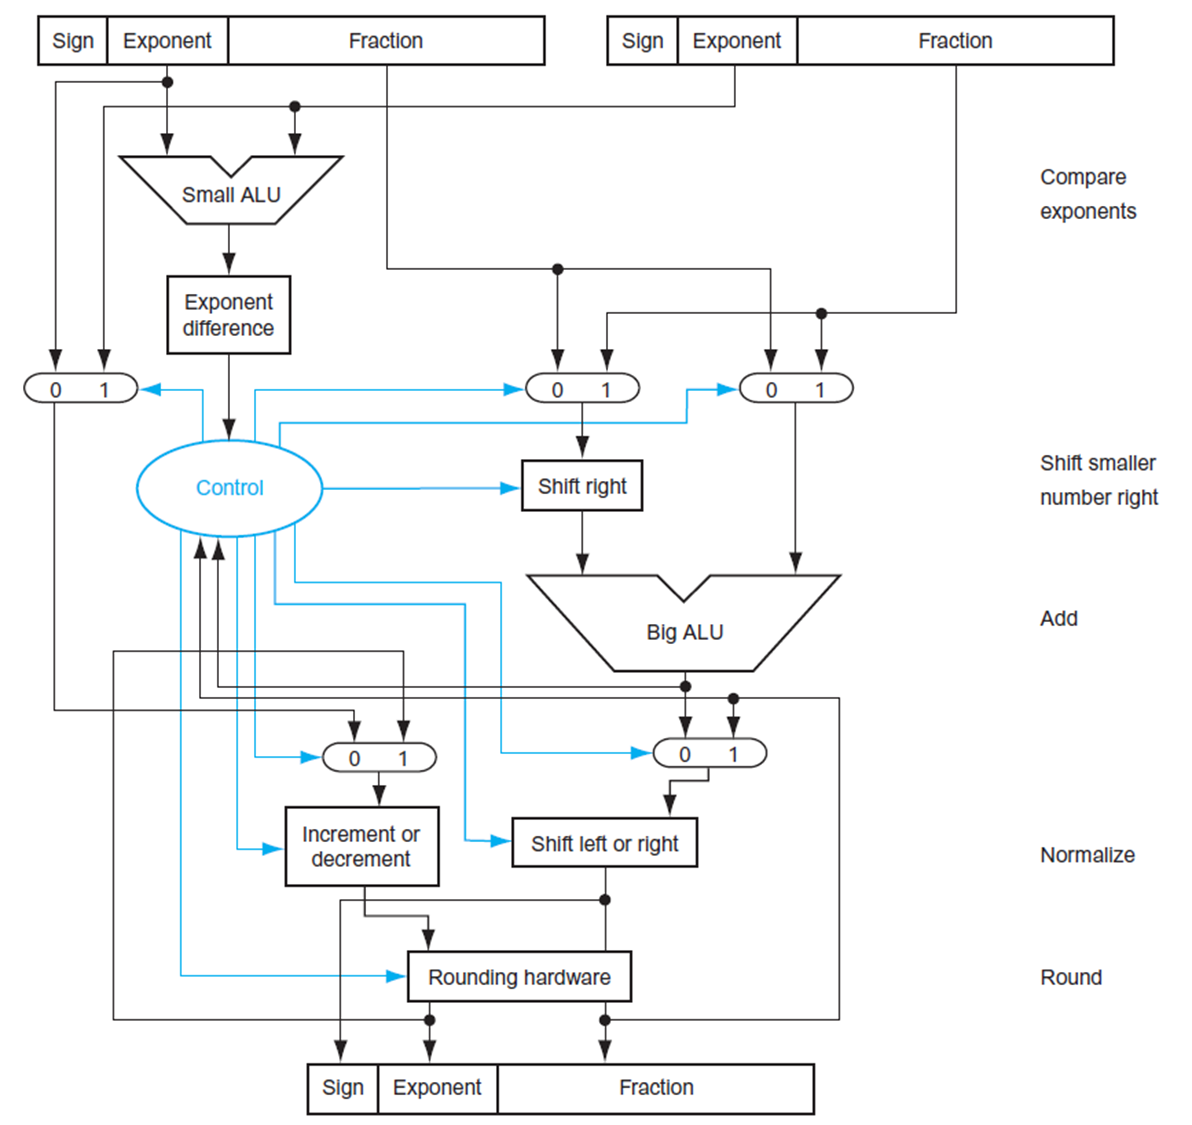 Sign Exponent Fraction Sign Exponent Fraction
Compare
exponents
Small ALU
Exponent
difference
0 1 0 1 0 1
Control
Shift right
Shift smaller
number right
Big ALU
Add
0 1 0 1
Increment or
decrement
Shift left or right
Normalize
Rounding hardware
Round
Sign Exponent Fraction